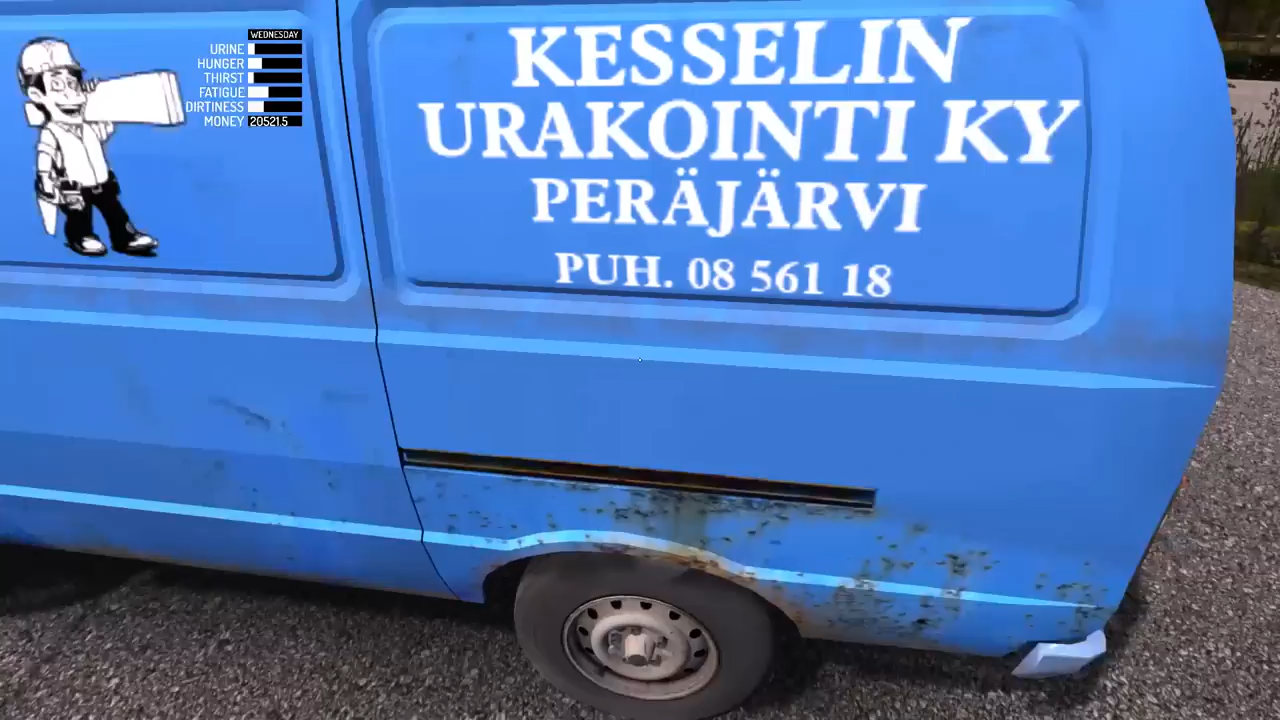 WEDNESDAY
URINE
HUNGER
THIRST
FATIGUE
DIRTINESS
MONEY 20521.5
KESSELIN
URAKOINTI KY
PERÄJÄRVI
PUH. 08 561 18